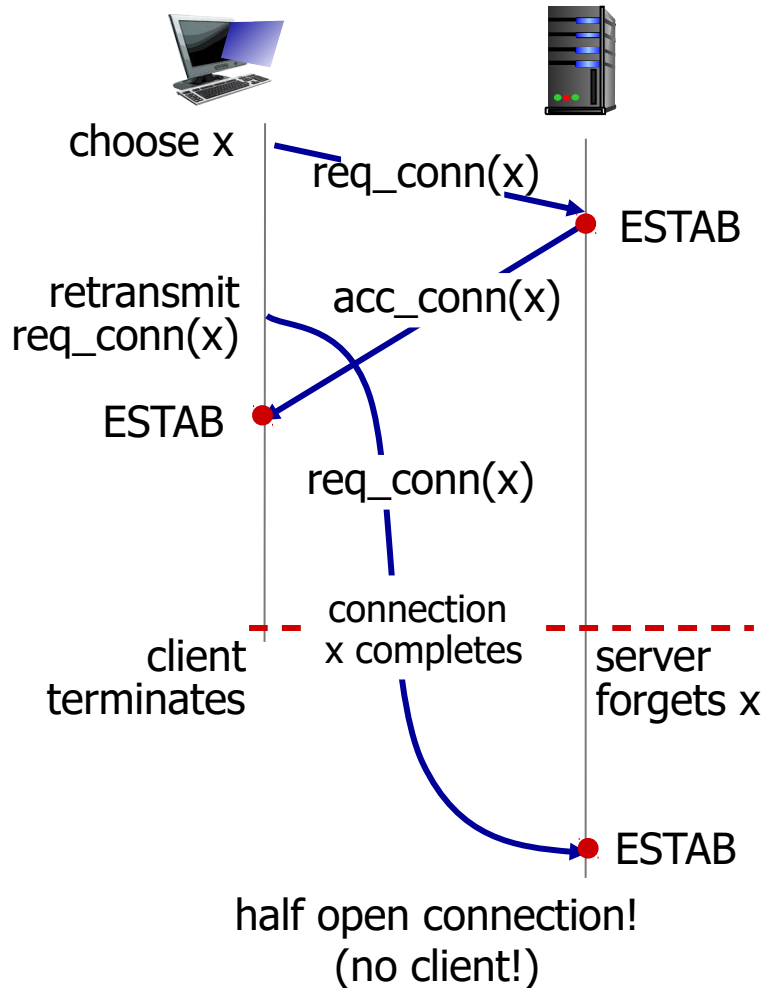 choose x
req_conn(x)
ESTAB
retransmit
req_conn(x)
acc_conn(x)
ESTAB
req_conn(x)
connection
x completes
client
terminates
server
forgets x
ESTAB
half open connection!
(no client!)